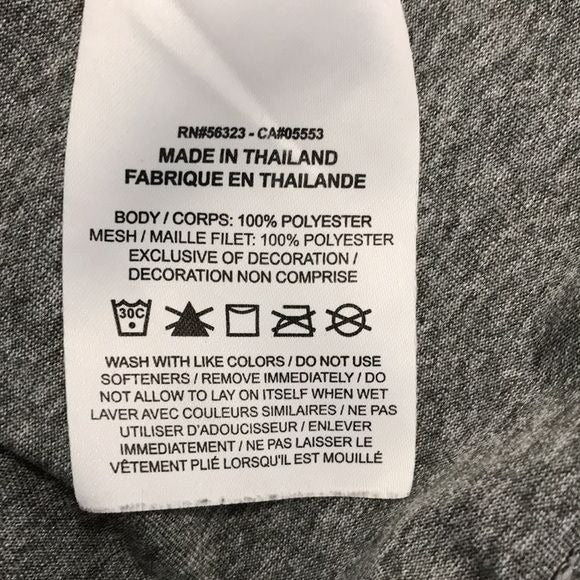 RN#56323 - CA#05553
MADE IN THAILAND
FABRIQUE EN THAILANDE
BODY / CORPS: 100% POLYESTER
MESH / MAILLE FILET: 100% POLYESTER
EXCLUSIVE OF DECORATION /
DECORATION NON COMPRISE
30C
WASH WITH LIKE COLORS / DO NOT USE
SOFTENERS / REMOVE IMMEDIATELY / DO
NOT ALLOW TO LAY ON ITSELF WHEN WET
LAVER AVEC COULEURS SIMILAIRES / NE PAS
UTILISER D'ADOUCISSEUR / ENLEVER
IMMEDIATEMENT / NE PAS LAISSER LE
VÊTEMENT PLIÉ LORSQU'IL EST MOUILLÉ